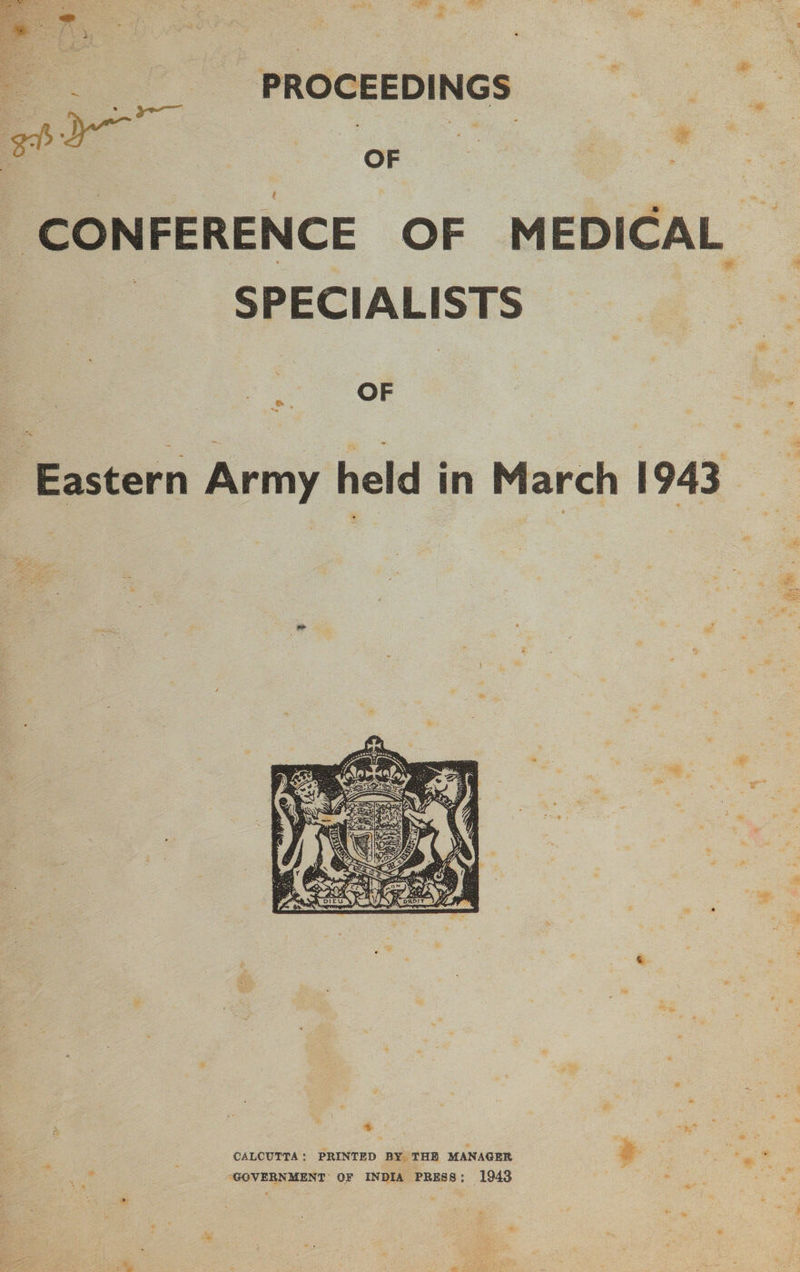 PROCEEDINGS
OF
CONFERENCE OF MEDICAL
SPECIALISTS
OF
Eastern Army held in March 1943
DIEU DROIT
CALCUTTA: PRINTED BY THE MANAGER
GOVERNMENT OF INDIA PRESS: 1943